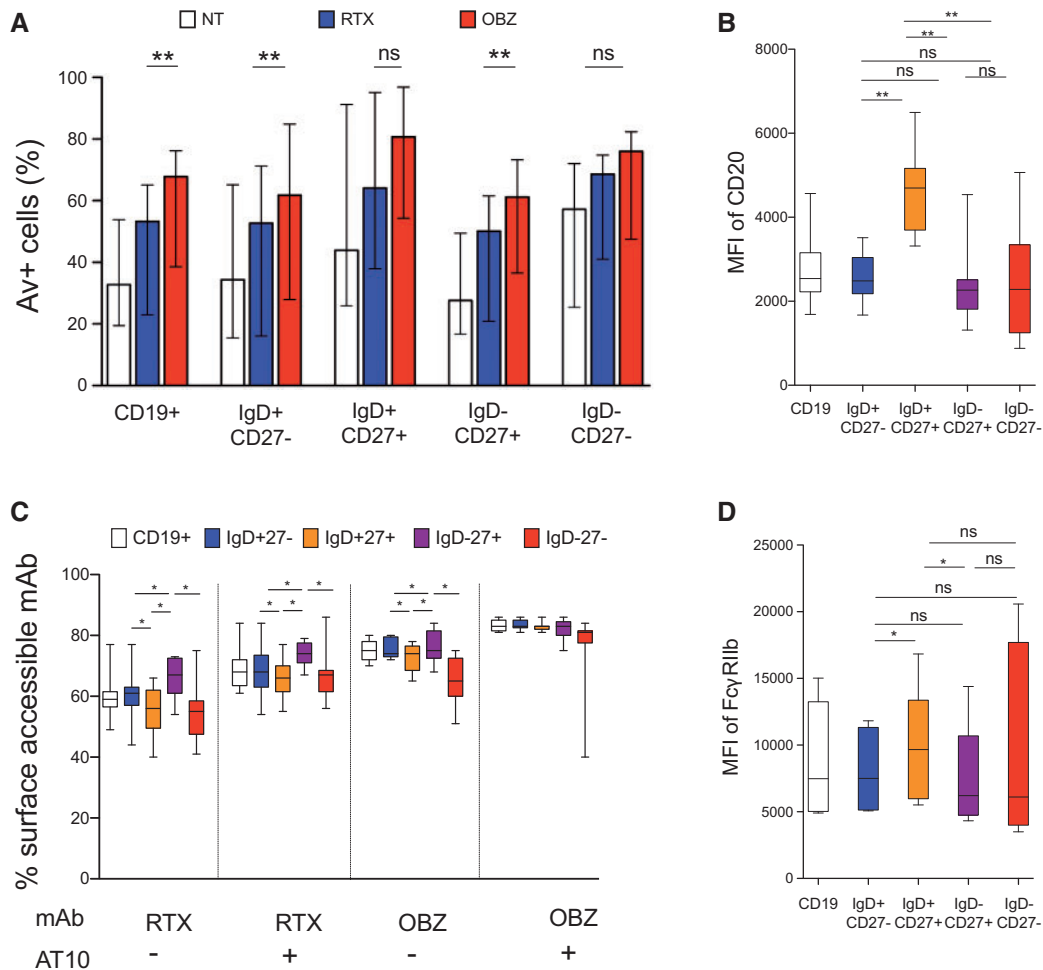 A
NT RTX OBZ
** ** ns ** ns
Av+ cells (%)
100
80
60
40
20
0
CD19+ IgD+ IgD+ IgD- IgD-
CD27- CD27+ CD27+ CD27-
B
**
**
ns
ns ns
**
MFI of CD20
8000
6000
4000
2000
0
CD19 IgD+ IgD+ IgD- IgD-
CD27- CD27+ CD27+ CD27-
C
CD19+ IgD+27- IgD+27+ IgD-27+ IgD-27-
* * * * * * * * * * * *
% surface accessible mAb
100
80
60
40
20
0
mAb RTX RTX OBZ OBZ
AT10 - + - +
D
ns
* ns
ns
ns
*
MFI of FcγRIIb
25000
20000
15000
10000
5000
0
CD19 IgD+ IgD+ IgD- IgD-
CD27- CD27+ CD27+ CD27-